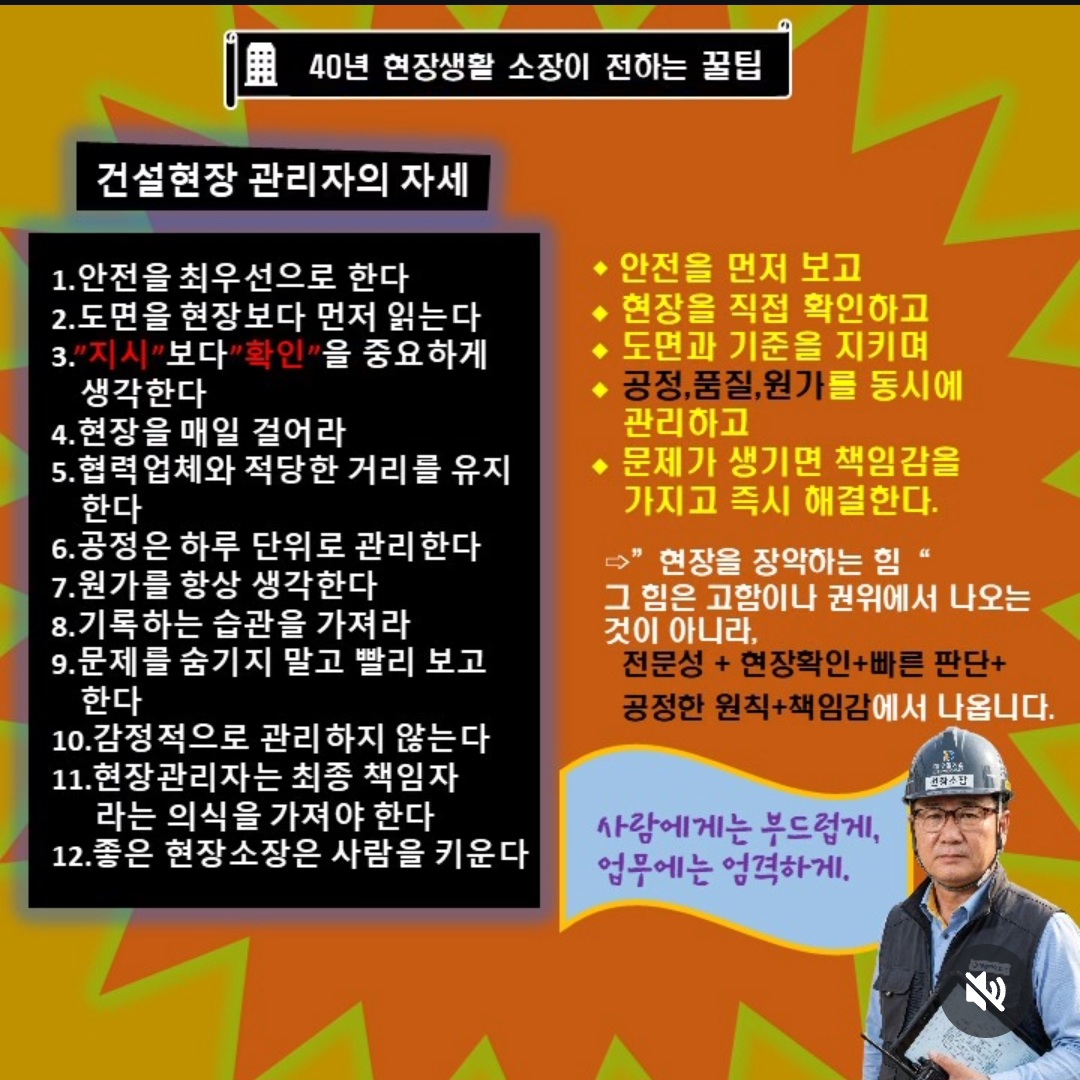 40년 현장생활 소장이 전하는 꿀팁
건설현장 관리자의 자세
1.안전을 최우선으로 한다
2.도면을 현장보다 먼저 읽는다
3."지시"보다"확인"을 중요하게
생각한다
4.현장을 매일 걸어라
5.협력업체와 적당한 거리를 유지
한다
6.공정은 하루 단위로 관리한다
7.원가를 항상 생각한다
8.기록하는 습관을 가져라
9.문제를 숨기지 말고 빨리 보고
한다
10.감정적으로 관리하지 않는다
11.현장관리자는 최종 책임자
라는 의식을 가져야 한다
12.좋은 현장소장은 사람을 키운다
◆ 안전을 먼저 보고
◆ 현장을 직접 확인하고
◆ 도면과 기준을 지키며
◆ 공정,품질,원가를 동시에
관리하고
◆ 문제가 생기면 책임감을
가지고 즉시 해결한다.
⇨” 현장을 장악하는 힘 “
그 힘은 고함이나 권위에서 나오는
것이 아니라,
전문성 + 현장확인+빠른 판단+
공정한 원칙+책임감에서 나옵니다.
사람에게는 부드럽게,
업무에는 엄격하게.
현장소장